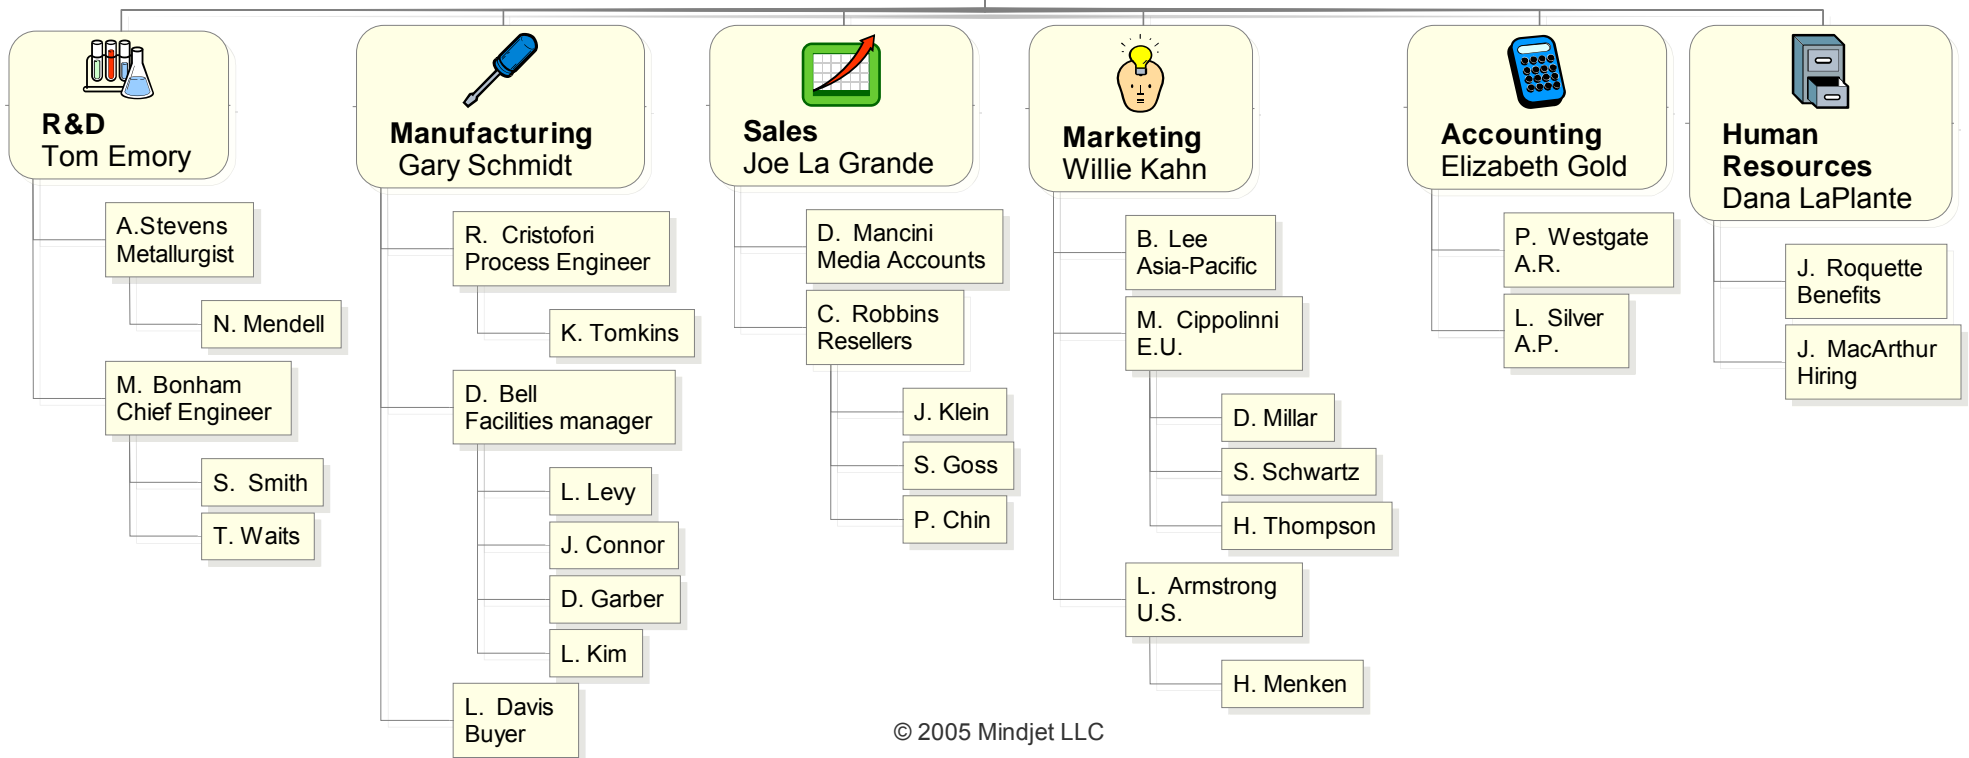 R&D
Tom Emory
A.Stevens
Metallurgist
N. Mendell
M. Bonham
Chief Engineer
S. Smith
T. Waits
Manufacturing
Gary Schmidt
R. Cristofori
Process Engineer
K. Tomkins
D. Bell
Facilities manager
L. Levy
J. Connor
D. Garber
L. Kim
L. Davis
Buyer
Sales
Joe La Grande
D. Mancini
Media Accounts
C. Robbins
Resellers
J. Klein
S. Goss
P. Chin
Marketing
Willie Kahn
B. Lee
Asia-Pacific
M. Cippolinni
E.U.
D. Millar
S. Schwartz
H. Thompson
L. Armstrong
U.S.
H. Menken
Accounting
Elizabeth Gold
P. Westgate
A.R.
L. Silver
A.P.
Human
Resources
Dana LaPlante
J. Roquette
Benefits
J. MacArthur
Hiring
© 2005 Mindjet LLC